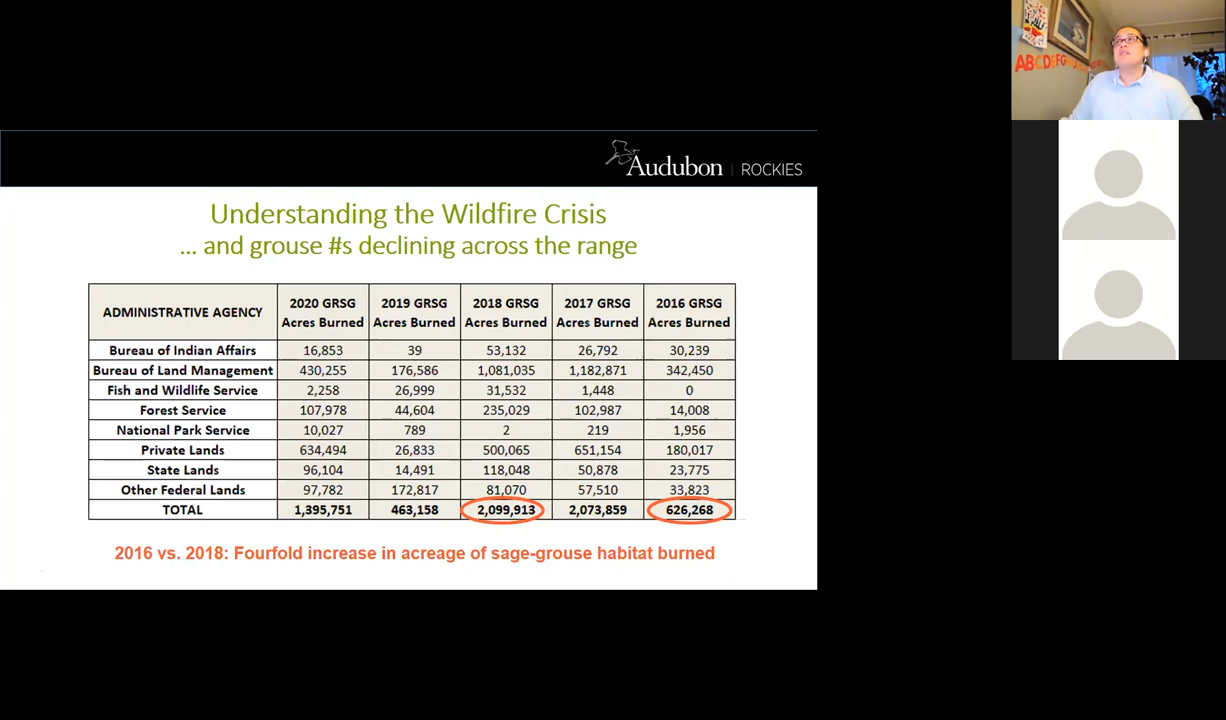 ABCDEFG
Audubon | ROCKIES
Understanding the Wildfire Crisis
... and grouse #s declining across the range
ADMINISTRATIVE AGENCY 2020 GRSG Acres Burned 2019 GRSG Acres Burned 2018 GRSG Acres Burned 2017 GRSG Acres Burned 2016 GRSG Acres Burned
Bureau of Indian Affairs 16,853 39 53,132 26,792 30,239
Bureau of Land Management 430,255 176,586 1,081,035 1,182,871 342,450
Fish and Wildlife Service 2,258 26,999 31,532 1,448 0
Forest Service 107,978 44,604 235,029 102,987 14,008
National Park Service 10,027 789 2 219 1,956
Private Lands 634,494 26,833 500,065 651,154 180,017
State Lands 96,104 14,491 118,048 50,878 23,775
Other Federal Lands 97,782 172,817 81,070 57,510 33,823
TOTAL 1,395,751 463,158 2,099,913 2,073,859 626,268
2016 vs. 2018: Fourfold increase in acreage of sage-grouse habitat burned